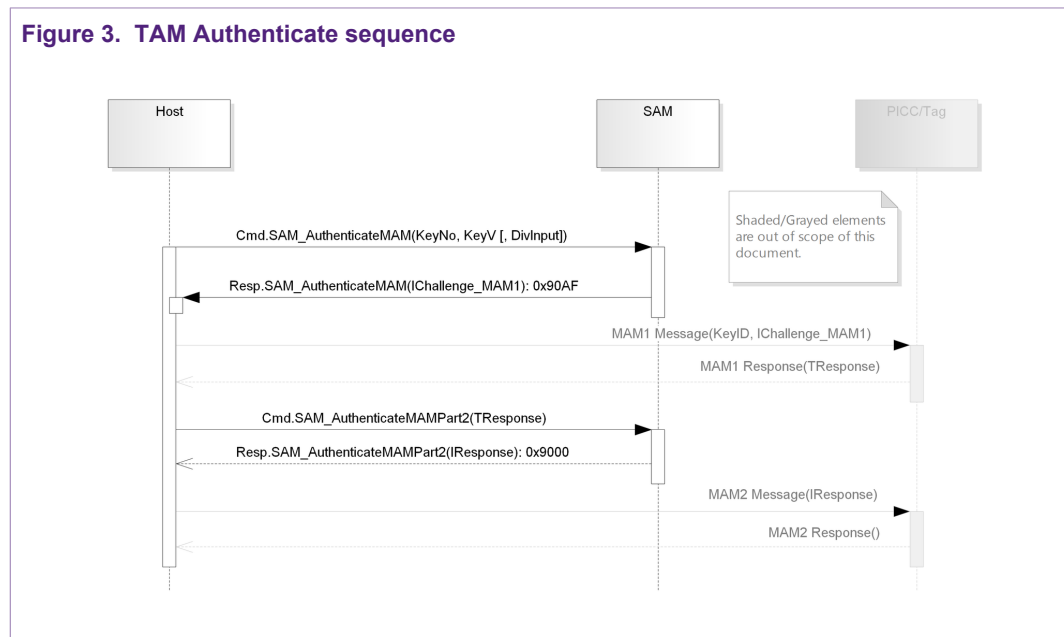 Figure 3. TAM Authenticate sequence
Host
SAM
PICC/Tag
Shaded/Grayed elements
are out of scope of this
document.
Cmd.SAM_AuthenticateMAM(KeyNo, KeyV [, DivInput])
Resp.SAM_AuthenticateMAM(IChallenge_MAM1): 0x90AF
MAM1 Message(KeyID, IChallenge_MAM1)
MAM1 Response(TResponse)
Cmd.SAM_AuthenticateMAMPart2(TResponse)
Resp.SAM_AuthenticateMAMPart2(IResponse): 0x9000
MAM2 Message(IResponse)
MAM2 Response()